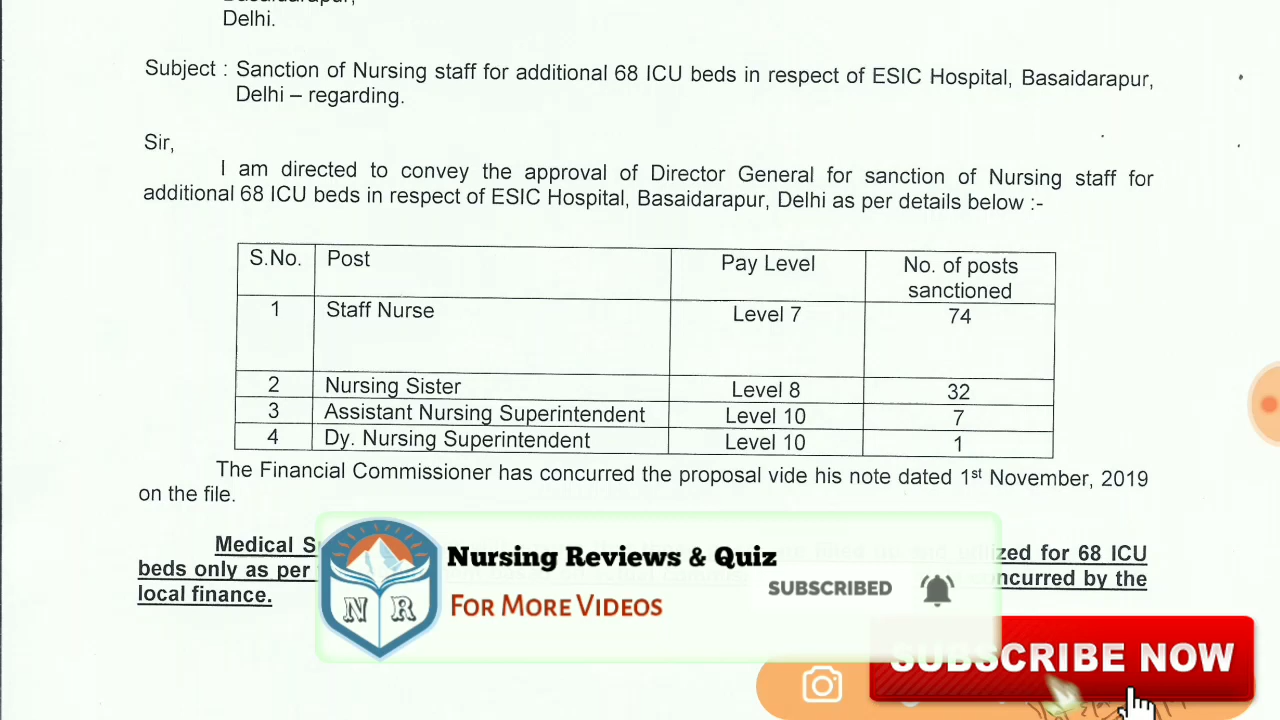 Delhi.
Subject : Sanction of Nursing staff for additional 68 ICU beds in respect of ESIC Hospital, Basaidarapur,
Delhi – regarding.
Sir,
I am directed to convey the approval of Director General for sanction of Nursing staff for
additional 68 ICU beds in respect of ESIC Hospital, Basaidarapur, Delhi as per details below :-
S.No. Post Pay Level No. of posts
sanctioned
1 Staff Nurse Level 7 74
2 Nursing Sister Level 8 32
3 Assistant Nursing Superintendent Level 10 7
4 Dy. Nursing Superintendent Level 10 1
The Financial Commissioner has concurred the proposal vide his note dated 1st November, 2019
on the file.
Medical for 68 ICU
beds only as per concurred by the
local finance.
Nursing Reviews & Quiz
FOR MORE VIDEOS
SUBSCRIBED
N R
SUBSCRIBE NOW